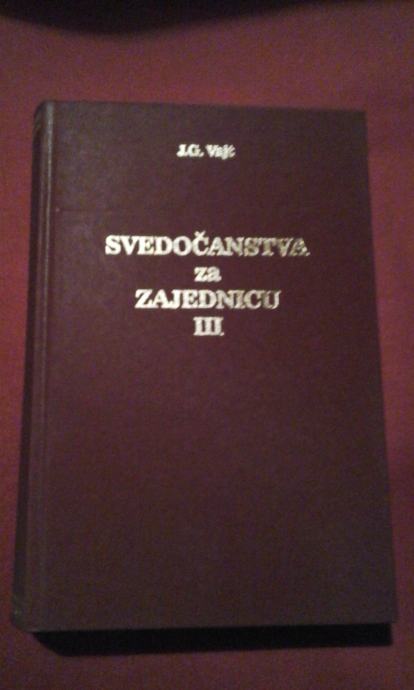 J.G. Vajt
SVEDOČANSTVA
za
ZAJEDNICU
III